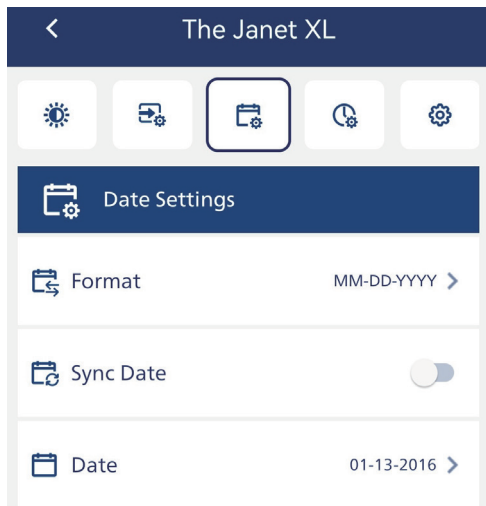 The Janet XL
Date Settings
Format MM-DD-YYYY
Sync Date
Date 01-13-2016